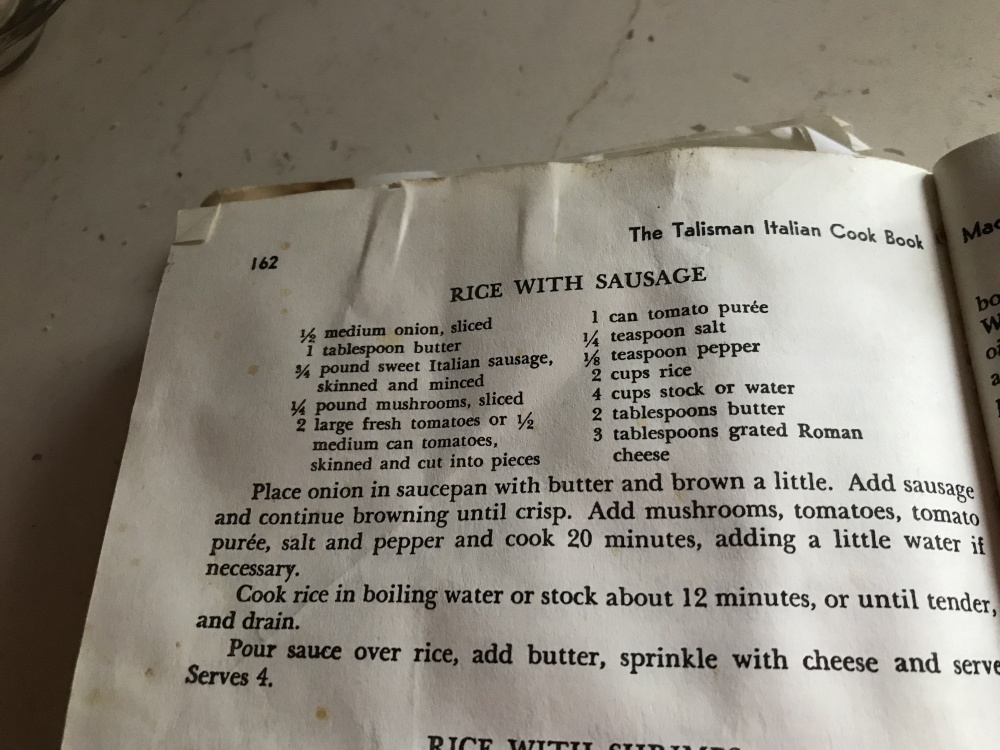 The Talisman Italian Cook Book
162
RICE WITH SAUSAGE
½ medium onion, sliced
1 tablespoon butter
¾ pound sweet Italian sausage,
skinned and minced
¼ pound mushrooms, sliced
2 large fresh tomatoes or ½
medium can tomatoes,
skinned and cut into pieces
1 can tomato purée
¼ teaspoon salt
⅛ teaspoon pepper
2 cups rice
4 cups stock or water
2 tablespoons butter
3 tablespoons grated Roman
cheese
Place onion in saucepan with butter and brown a little. Add sausage
and continue browning until crisp. Add mushrooms, tomatoes, tomato
purée, salt and pepper and cook 20 minutes, adding a little water if
necessary.
Cook rice in boiling water or stock about 12 minutes, or until tender,
and drain.
Pour sauce over rice, add butter, sprinkle with cheese and serve
Serves 4.
RICE WITH SHRIMPS